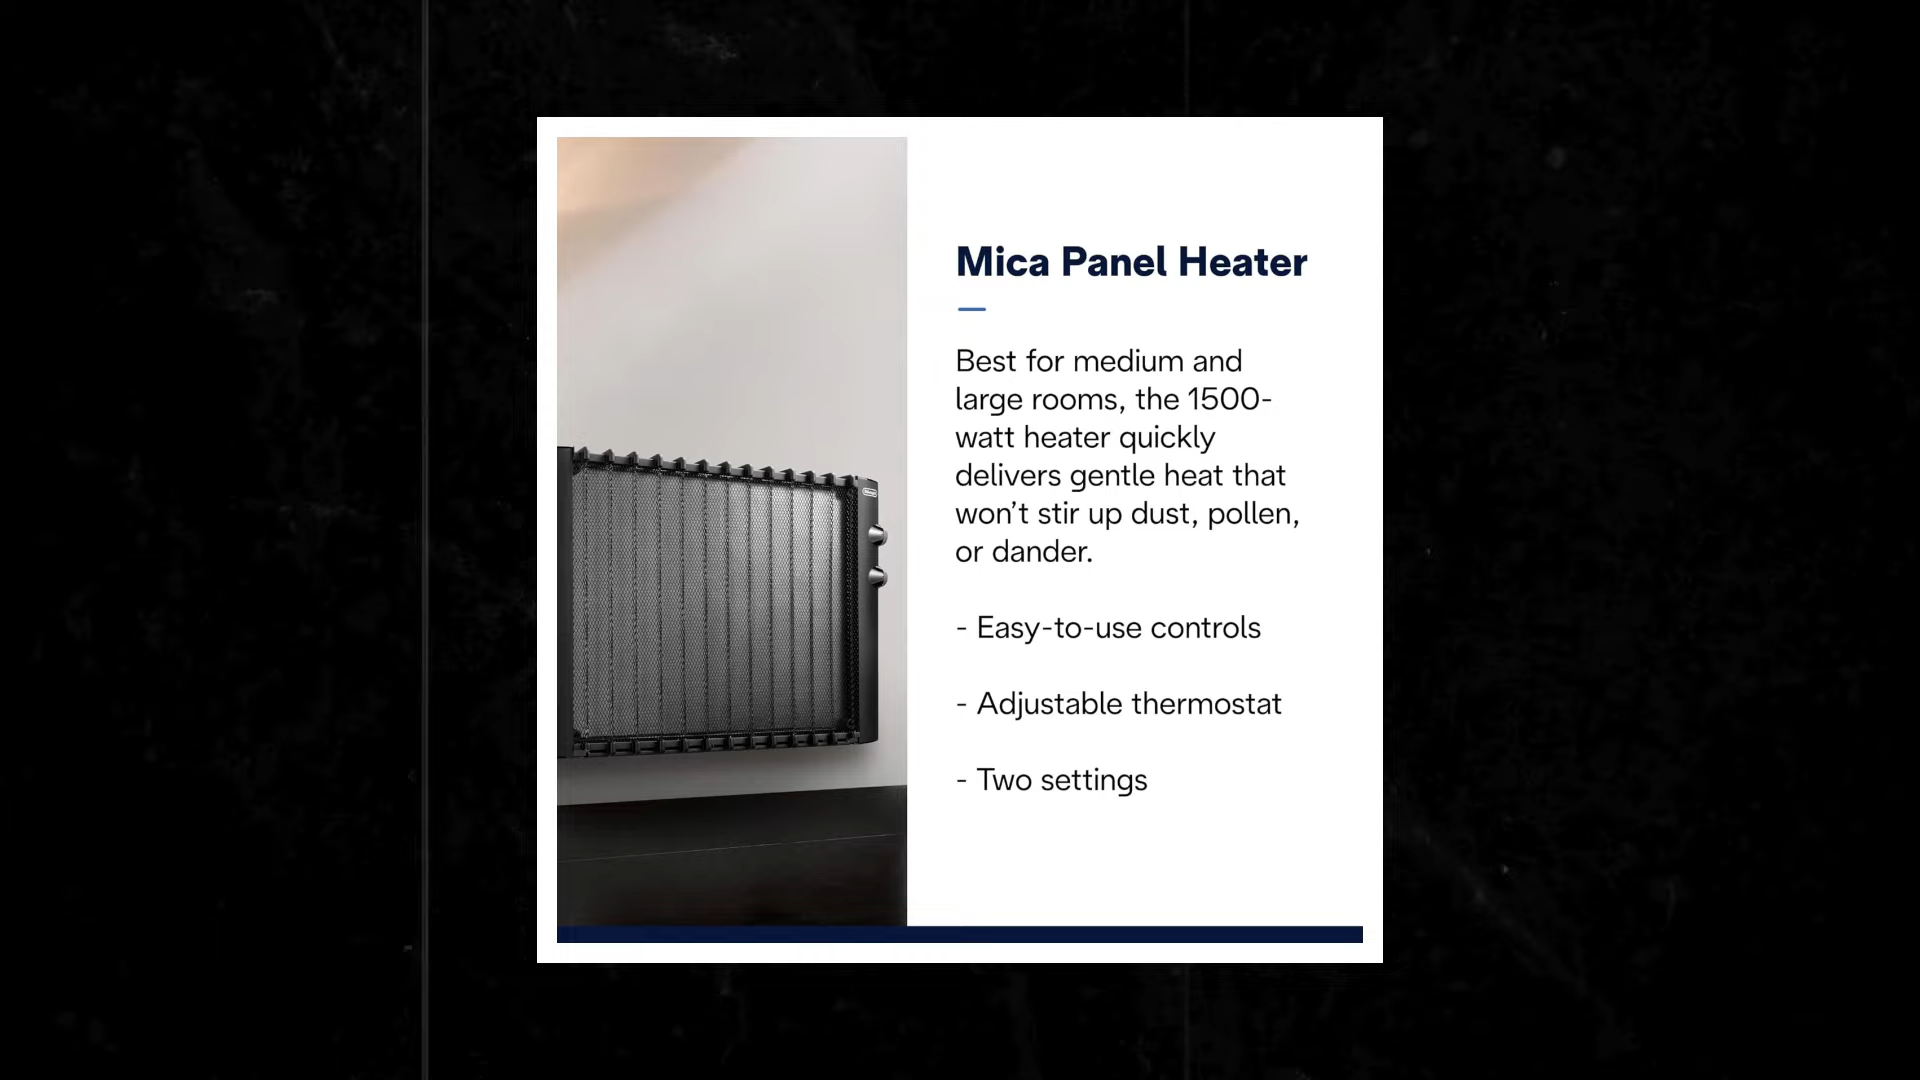 Mica Panel Heater
Best for medium and
large rooms, the 1500-
watt heater quickly
delivers gentle heat that
won’t stir up dust, pollen,
or dander.
- Easy-to-use controls
- Adjustable thermostat
- Two settings